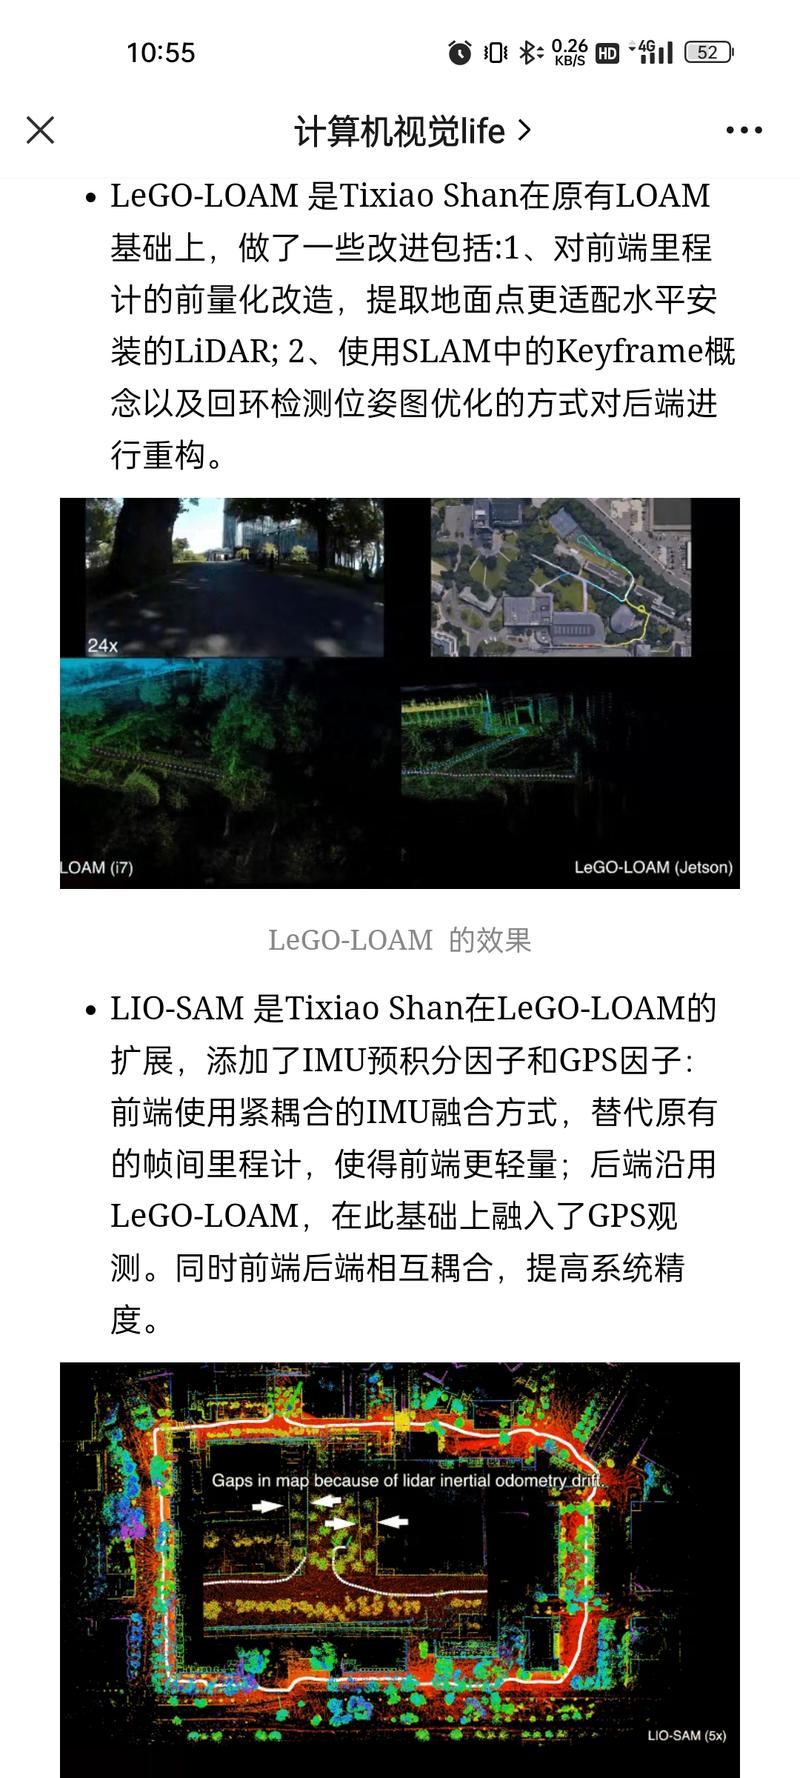 10:55
0.26
KB/S
HD
4G
52
计算机视觉life
LeGO-LOAM 是Tixiao Shan在原有LOAM
基础上，做了一些改进包括:1、对前端里程
计的前量化改造，提取地面点更适配水平安
装的LiDAR; 2、使用SLAM中的Keyframe概
念以及回环检测位姿图优化的方式对后端进
行重构。
24x
LOAM (i7)
LeGO-LOAM (Jetson)
LeGO-LOAM 的效果
LIO-SAM 是Tixiao Shan在LeGO-LOAM的
扩展，添加了IMU预积分因子和GPS因子：
前端使用紧耦合的IMU融合方式，替代原有
的帧间里程计，使得前端更轻量；后端沿用
LeGO-LOAM，在此基础上融入了GPS观
测。同时前端后端相互耦合，提高系统精
度。
Gaps in map because of lidar inertial odometry drift.
LIO-SAM (5x)